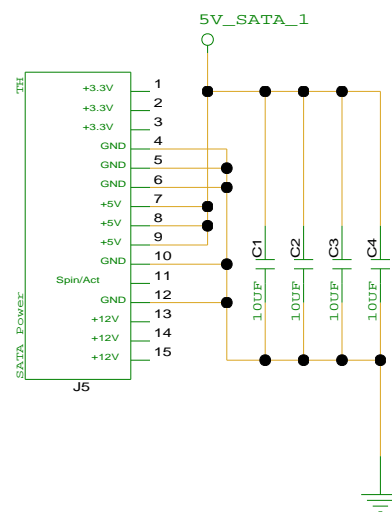 5V_SATA_1
TH
+3.3V 1
+3.3V 2
+3.3V 3
GND 4
GND 5
GND 6
+5V 7
+5V 8
+5V 9
GND 10
Spin/Act 11
GND 12
+12V 13
+12V 14
+12V 15
SATA Power
J5
C1
10UF
C2
10UF
C3
10UF
C4
10UF